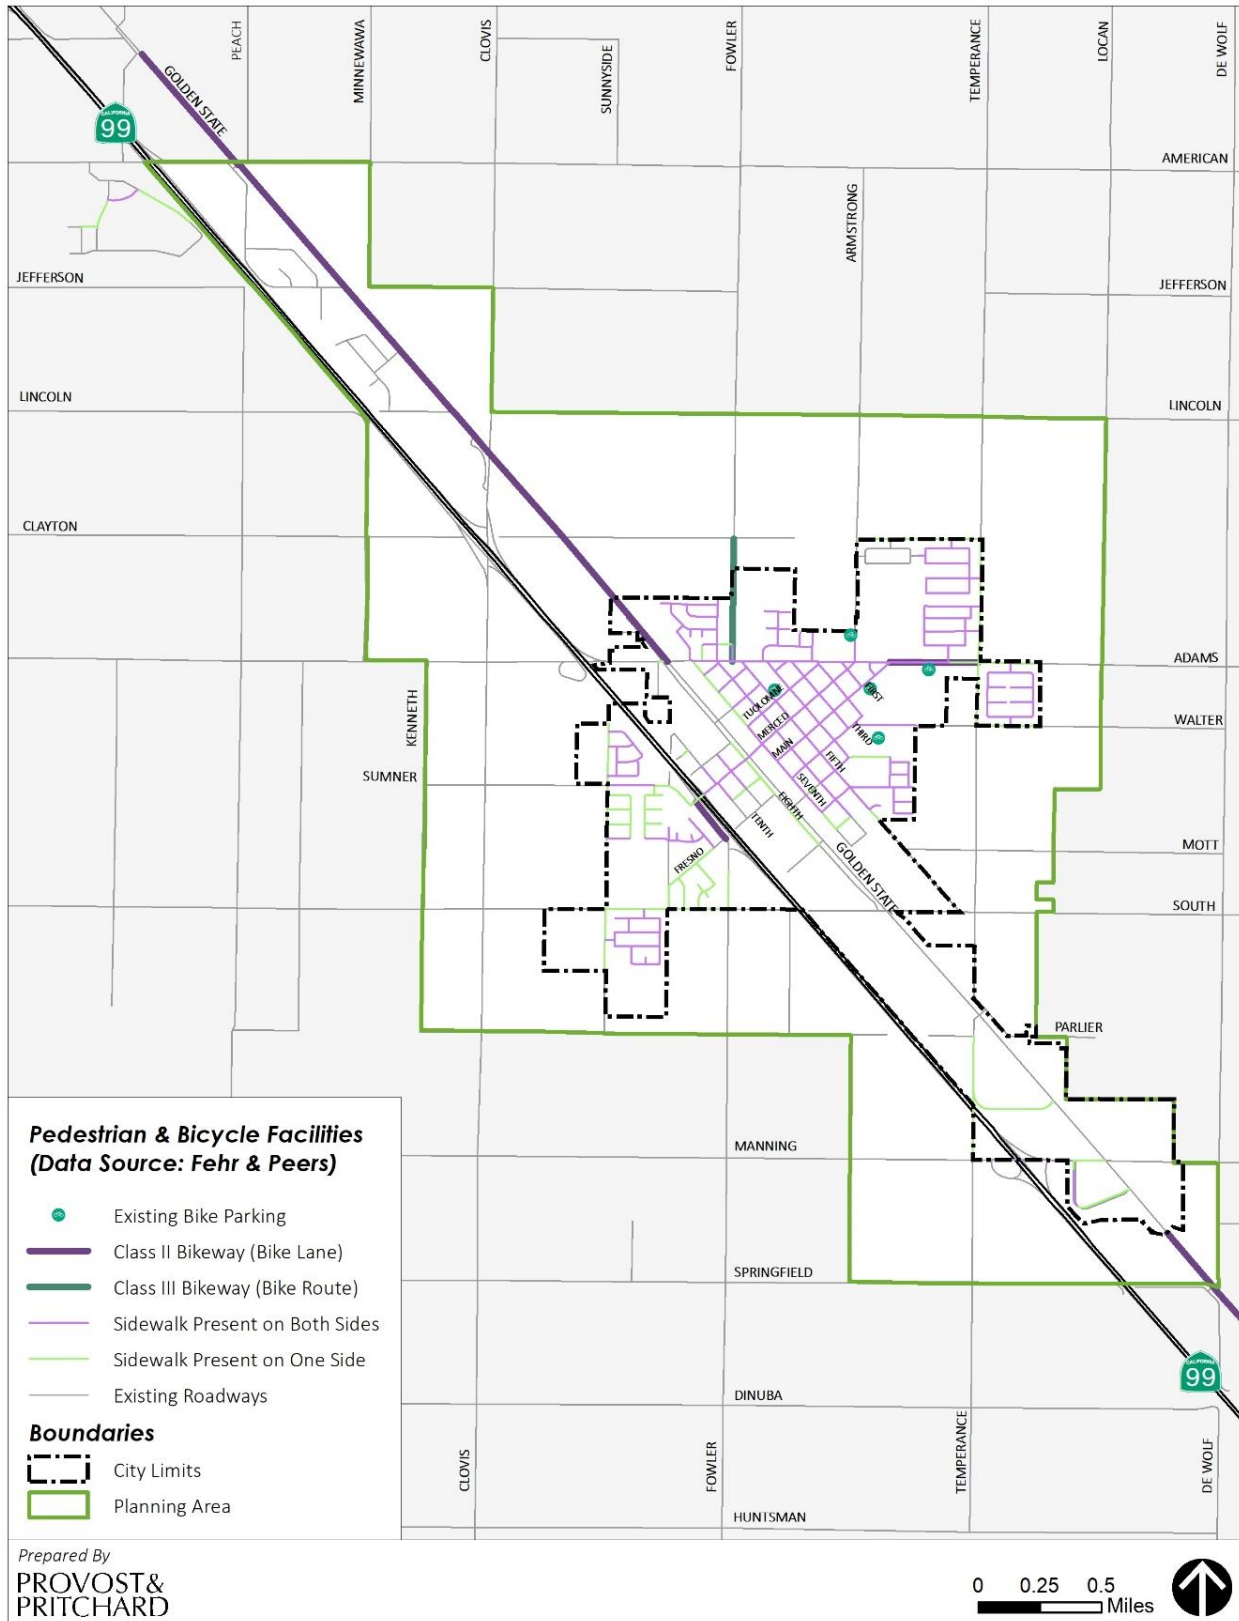 PEACH
MINNEWAWA
CLOVIS
SUNNYSIDE
FOWLER
TEMPERANCE
LOCAN
DE WOLF
GOLDEN STATE
CALIFORNIA
99
AMERICAN
ARMSTRONG
JEFFERSON
JEFFERSON
LINCOLN
LINCOLN
CLAYTON
ADAMS
KENNETH
TUOLOMNE
FIRST
MERCED
WALTER
THIRD
MAIN
FIFTH
SUMNER
SEVENTH
EIGHTH
TENTH
MOTT
FRESNO
GOLDEN STATE
SOUTH
PARLIER
Pedestrian & Bicycle Facilities
(Data Source: Fehr & Peers)
Existing Bike Parking
Class II Bikeway (Bike Lane)
Class III Bikeway (Bike Route)
Sidewalk Present on Both Sides
Sidewalk Present on One Side
Existing Roadways
Boundaries
City Limits
Planning Area
MANNING
SPRINGFIELD
CALIFORNIA
99
DINUBA
CLOVIS
FOWLER
TEMPERANCE
DE WOLF
HUNTSMAN
Prepared By
PROVOST&
PRITCHARD
0 0.25 0.5
Miles